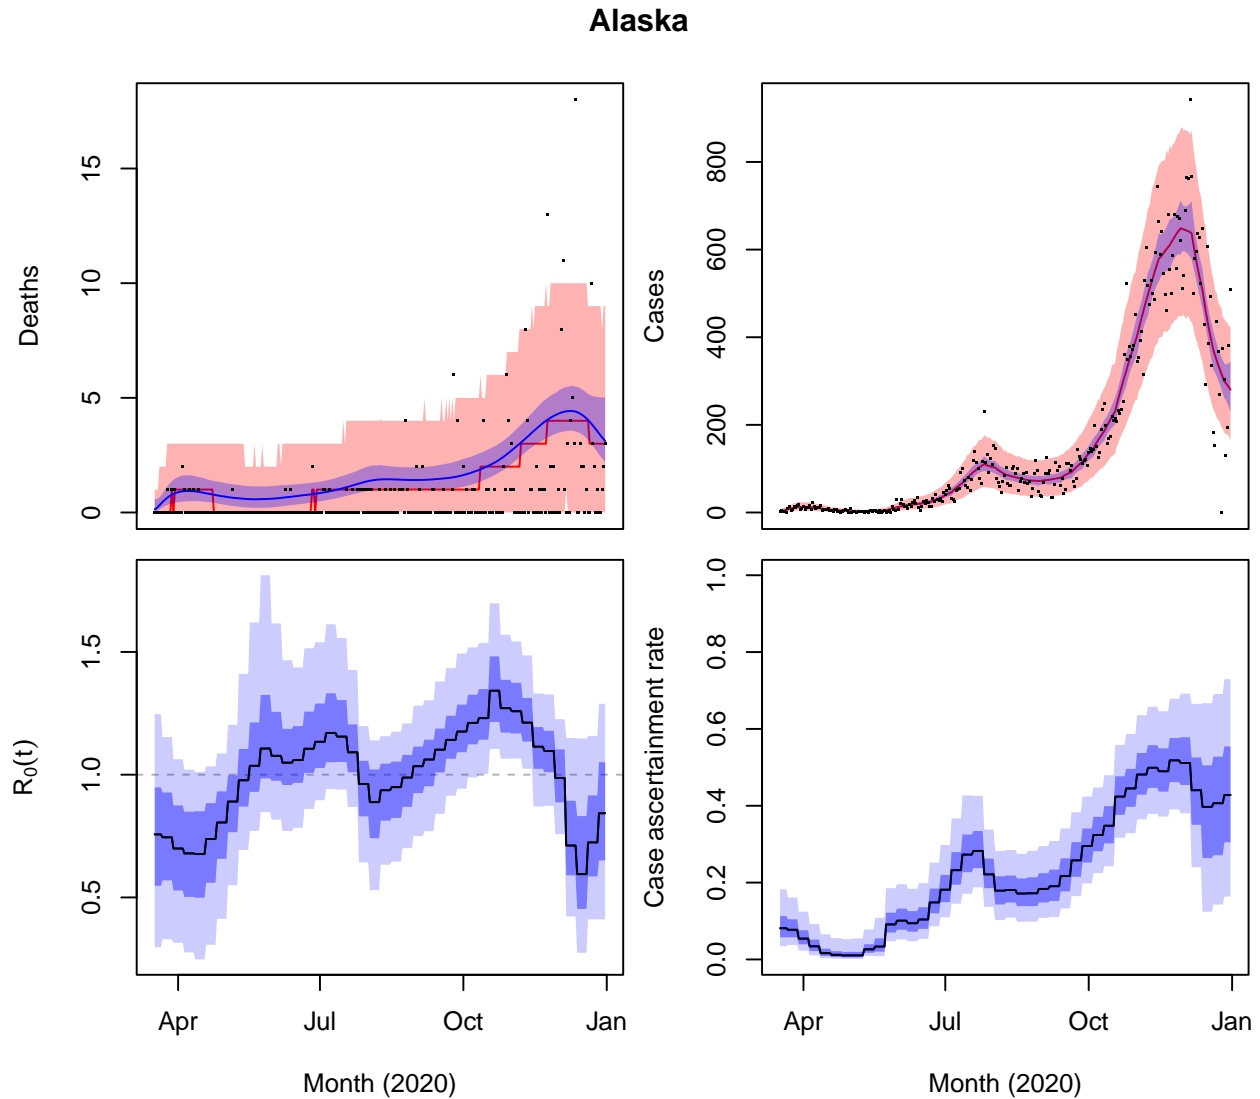 Alaska
Deaths
0
5
10
15
Cases
0
200
400
600
800
R0(t)
0.5
1.0
1.5
Apr
Jul
Oct
Jan
Month (2020)
Case ascertainment rate
0.0
0.2
0.4
0.6
0.8
1.0
Apr
Jul
Oct
Jan
Month (2020)